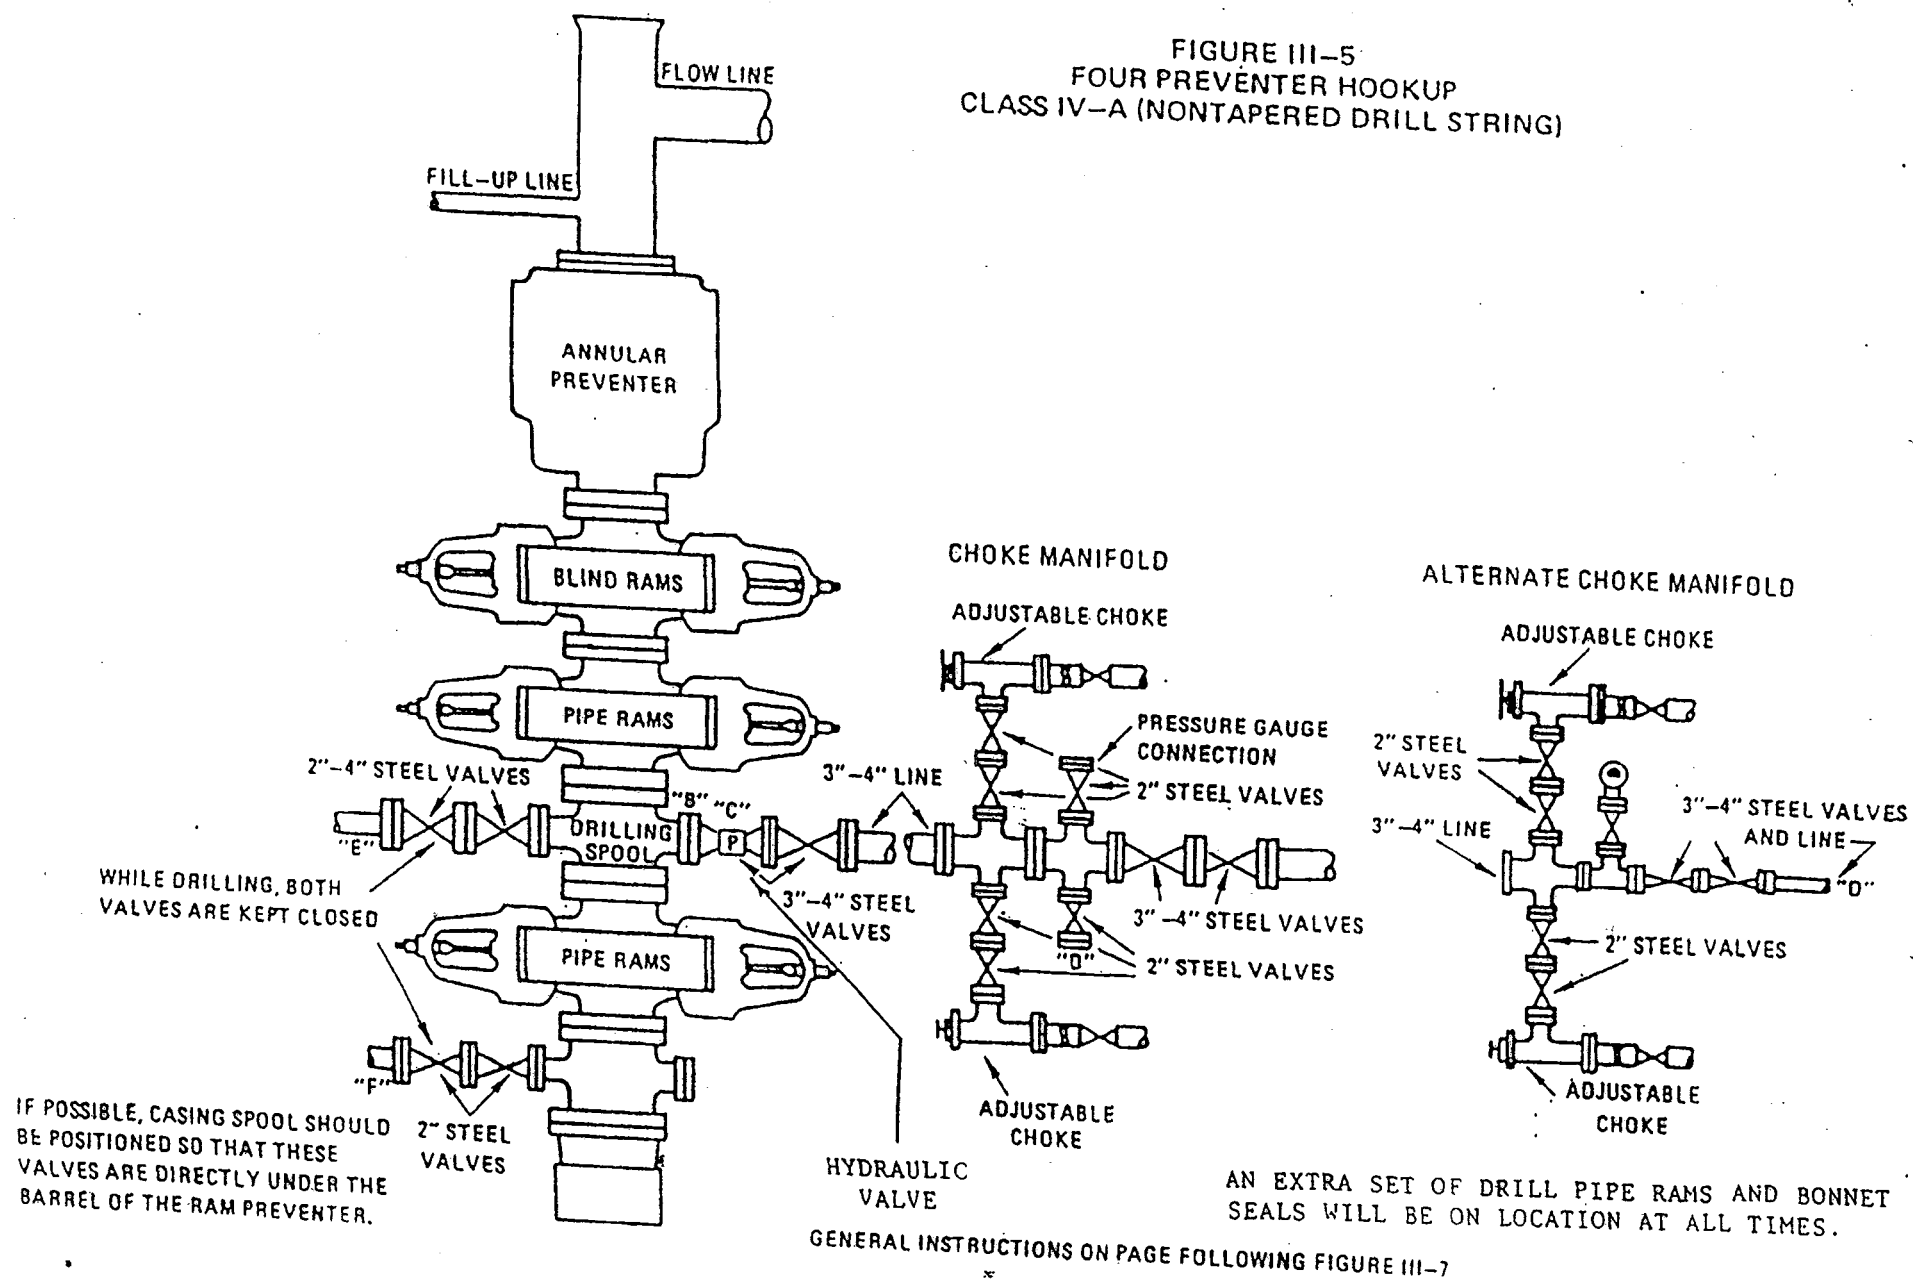 FIGURE III-5
FOUR PREVENTER HOOKUP
CLASS IV-A (NONTAPERED DRILL STRING)
FLOW LINE
FILL-UP LINE
ANNULAR
PREVENTER
BLIND RAMS
PIPE RAMS
2"-4" STEEL VALVES
"E"
DRILLING
SPOOL
"B" "C"
P
3"-4" LINE
3"-4" STEEL
VALVES
WHILE DRILLING, BOTH
VALVES ARE KEPT CLOSED
PIPE RAMS
"F"
2" STEEL
VALVES
IF POSSIBLE, CASING SPOOL SHOULD
BE POSITIONED SO THAT THESE
VALVES ARE DIRECTLY UNDER THE
BARREL OF THE RAM PREVENTER.
HYDRAULIC
VALVE
CHOKE MANIFOLD
ADJUSTABLE CHOKE
PRESSURE GAUGE
CONNECTION
2" STEEL VALVES
3"-4" STEEL VALVES
"D"
2" STEEL VALVES
ADJUSTABLE
CHOKE
ALTERNATE CHOKE MANIFOLD
ADJUSTABLE CHOKE
2" STEEL
VALVES
3"-4" LINE
3"-4" STEEL VALVES
AND LINE
"D"
2" STEEL VALVES
ADJUSTABLE
CHOKE
AN EXTRA SET OF DRILL PIPE RAMS AND BONNET
SEALS WILL BE ON LOCATION AT ALL TIMES.
GENERAL INSTRUCTIONS ON PAGE FOLLOWING FIGURE III-7